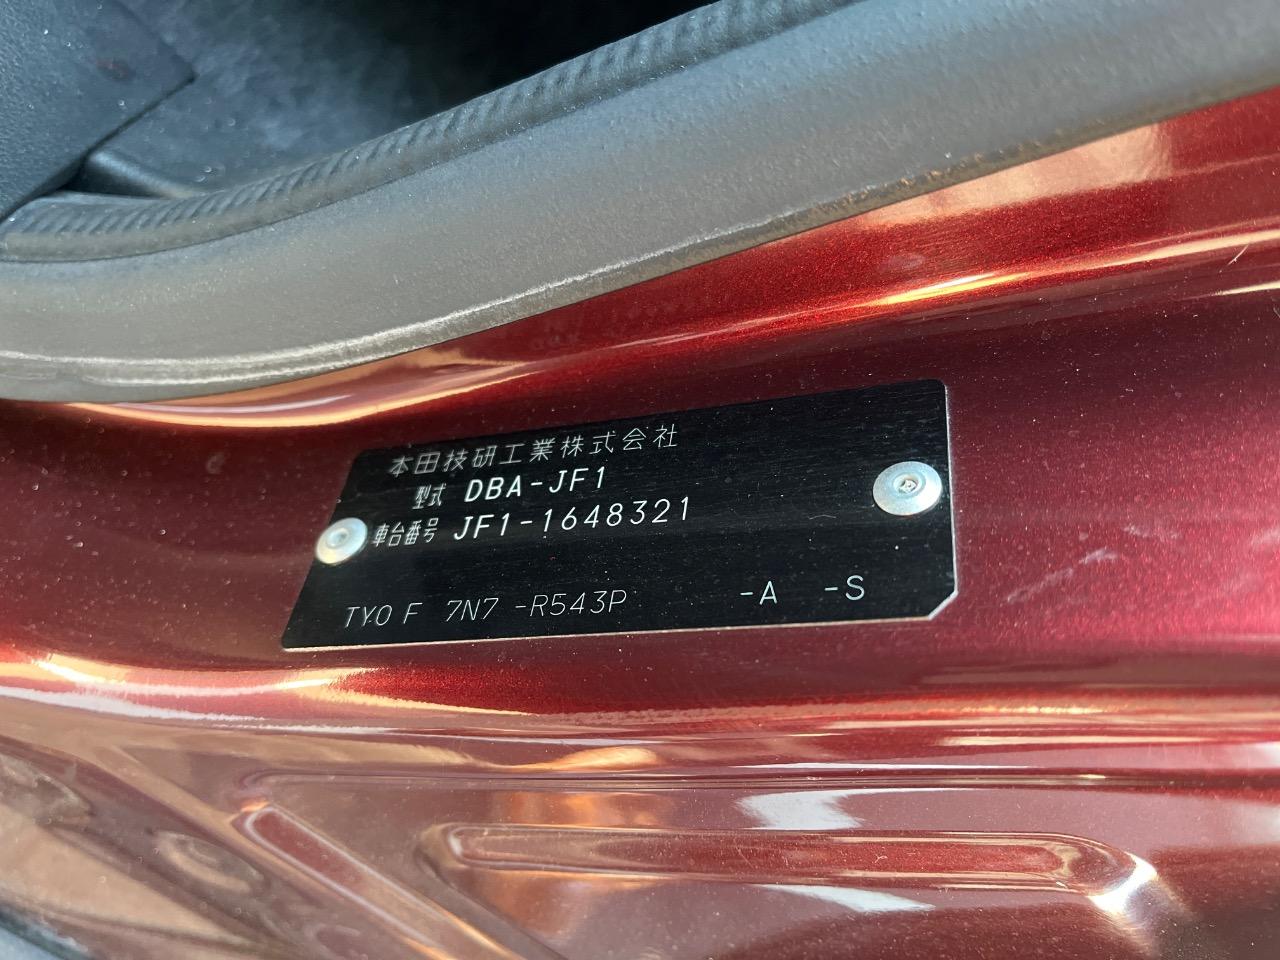 本田技研工業株式会社
型式 DBA-JF1
車台番号 JF1-1648321
TYO F 7N7 -R543P -A -S